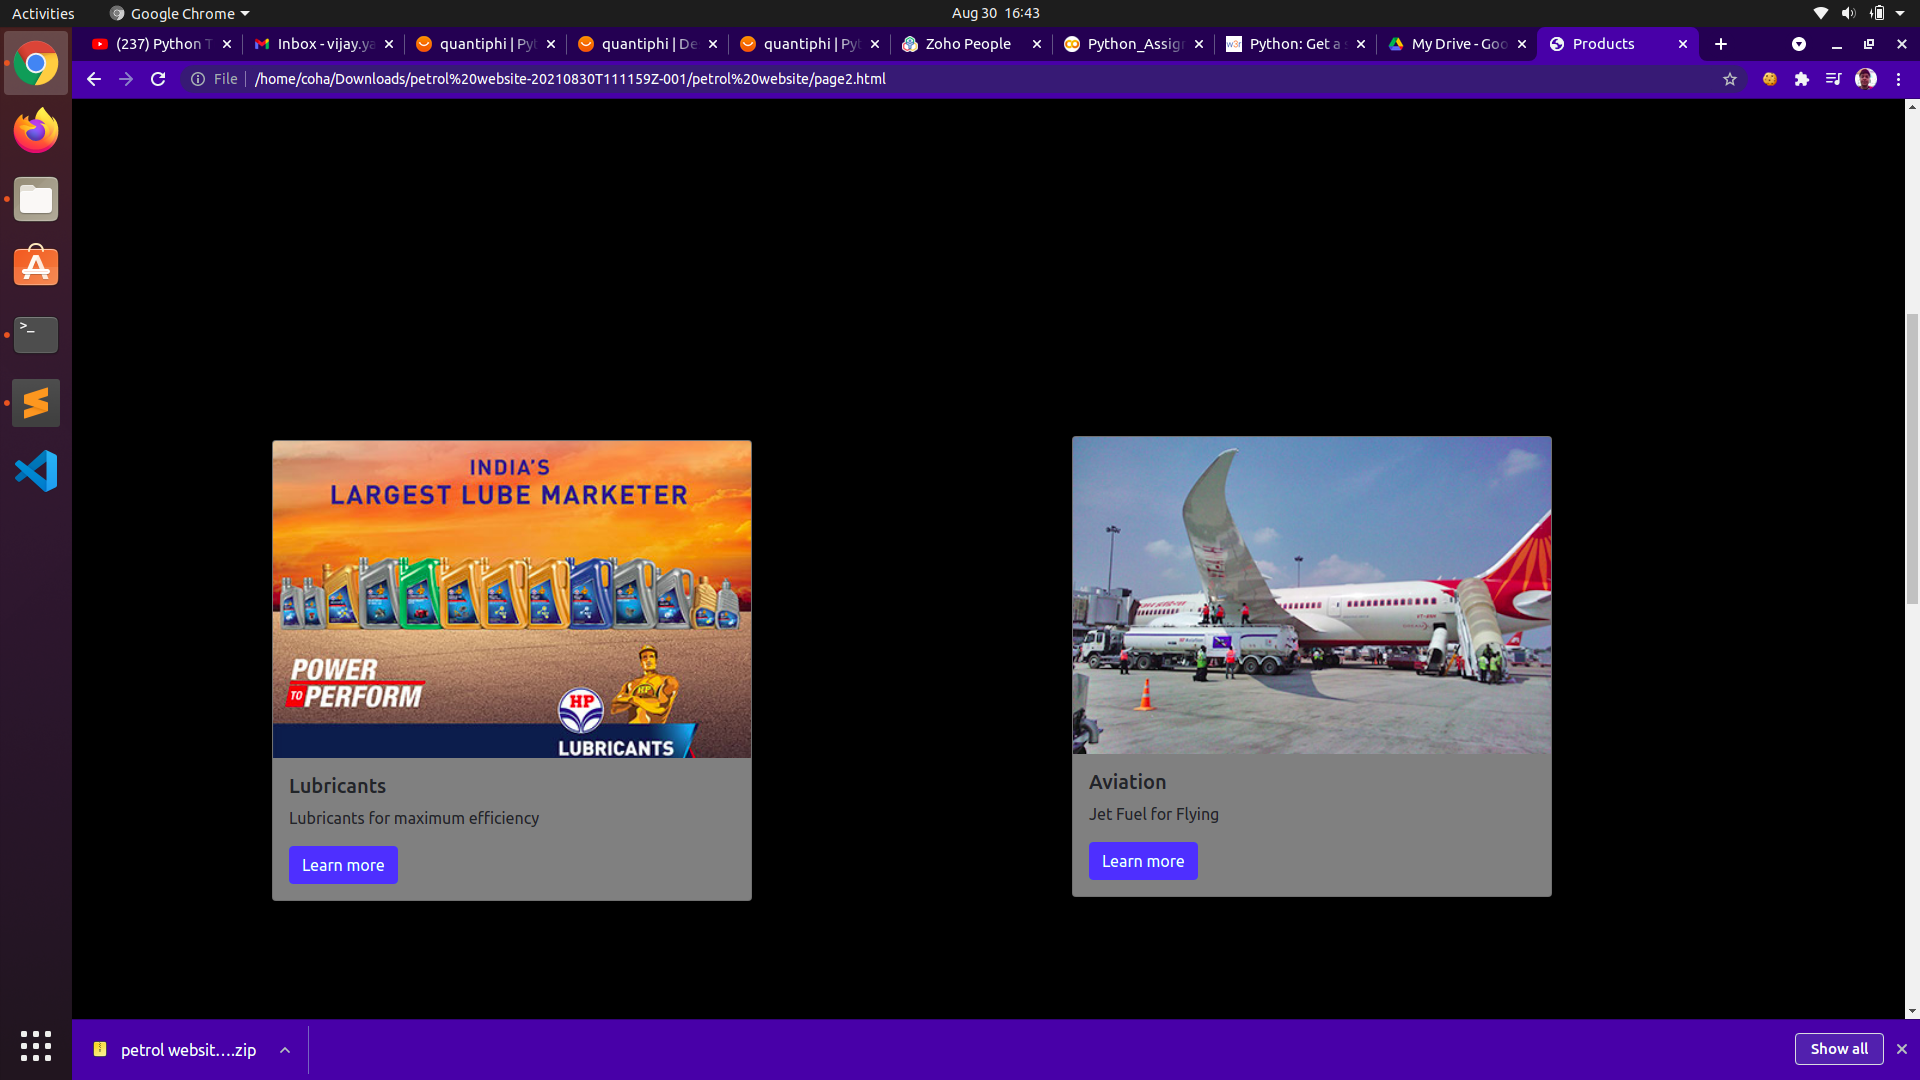 Activities
Google Chrome
Aug 30 16:43
(237) Python T
Inbox - vijay.ya
quantiphi | Pyt
quantiphi | De
quantiphi | Pyt
Zoho People
Python_Assign
w3r
Python: Get a s
My Drive - Goo
Products
File
/home/coha/Downloads/petrol%20website-20210830T111159Z-001/petrol%20website/page2.html
INDIA'S
LARGEST LUBE MARKETER
POWER
TO PERFORM
HP
HP
LUBRICANTS
Lubricants
Lubricants for maximum efficiency
Learn more
Aviation
Jet Fuel for Flying
Learn more
petrol websit....zip
Show all